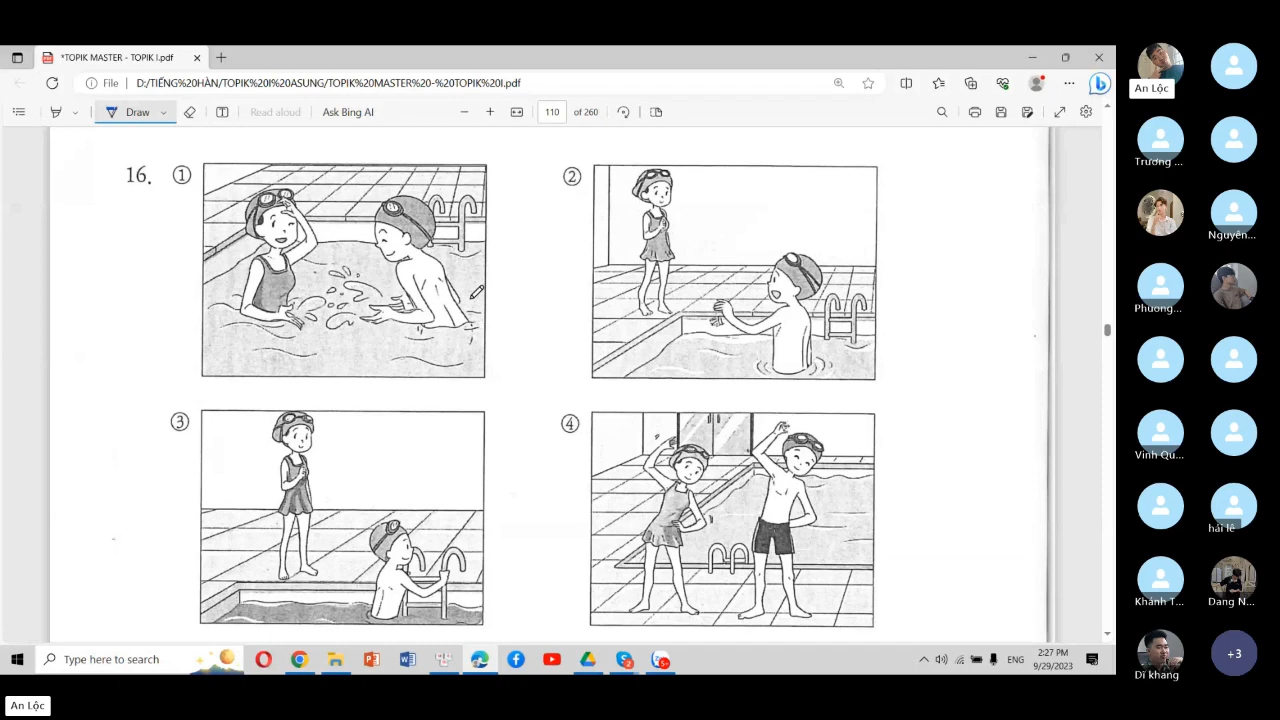 *TOPIK MASTER - TOPIK I.pdf
File
D:/TIẾNG%20HÀN/TOPIK%20I%20ASUNG/TOPIK%20MASTER%20-%20TOPIK%20I.pdf
Draw
Read aloud
Ask Bing AI
110
of 260
16.
①
②
③
④
An Lộc
Trương ...
Nguyên...
Phuong...
Vinh Qu...
hải lê
Khánh T...
Dang N...
Dĩ khang
+3
Type here to search
ENG
2:27 PM
9/29/2023
An Lộc